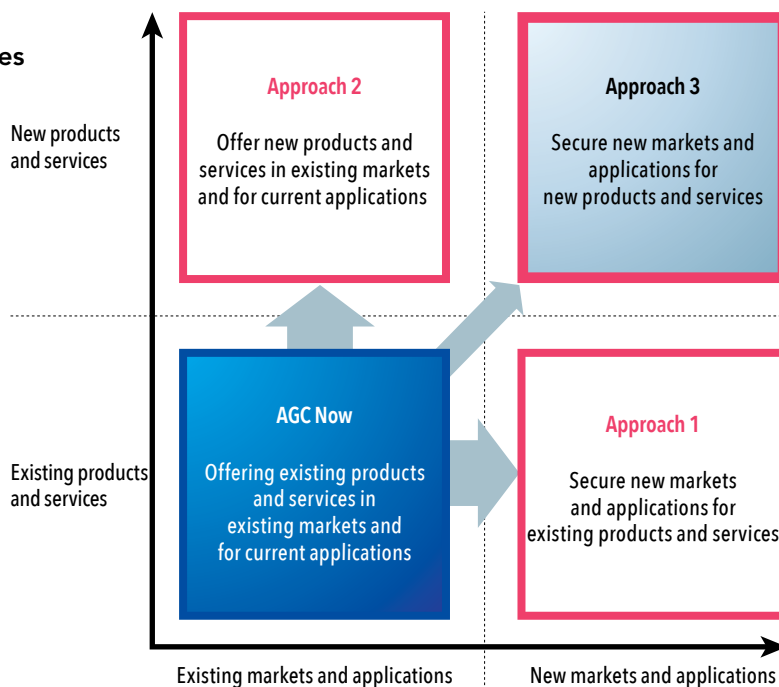 es
New products
and services
Approach 2
Offer new products and
services in existing markets
and for current applications
Approach 3
Secure new markets and
applications for
new products and services
Existing products
and services
AGC Now
Offering existing products
and services in
existing markets and
for current applications
Approach 1
Secure new markets
and applications for
existing products and services
Existing markets and applications
New markets and applications